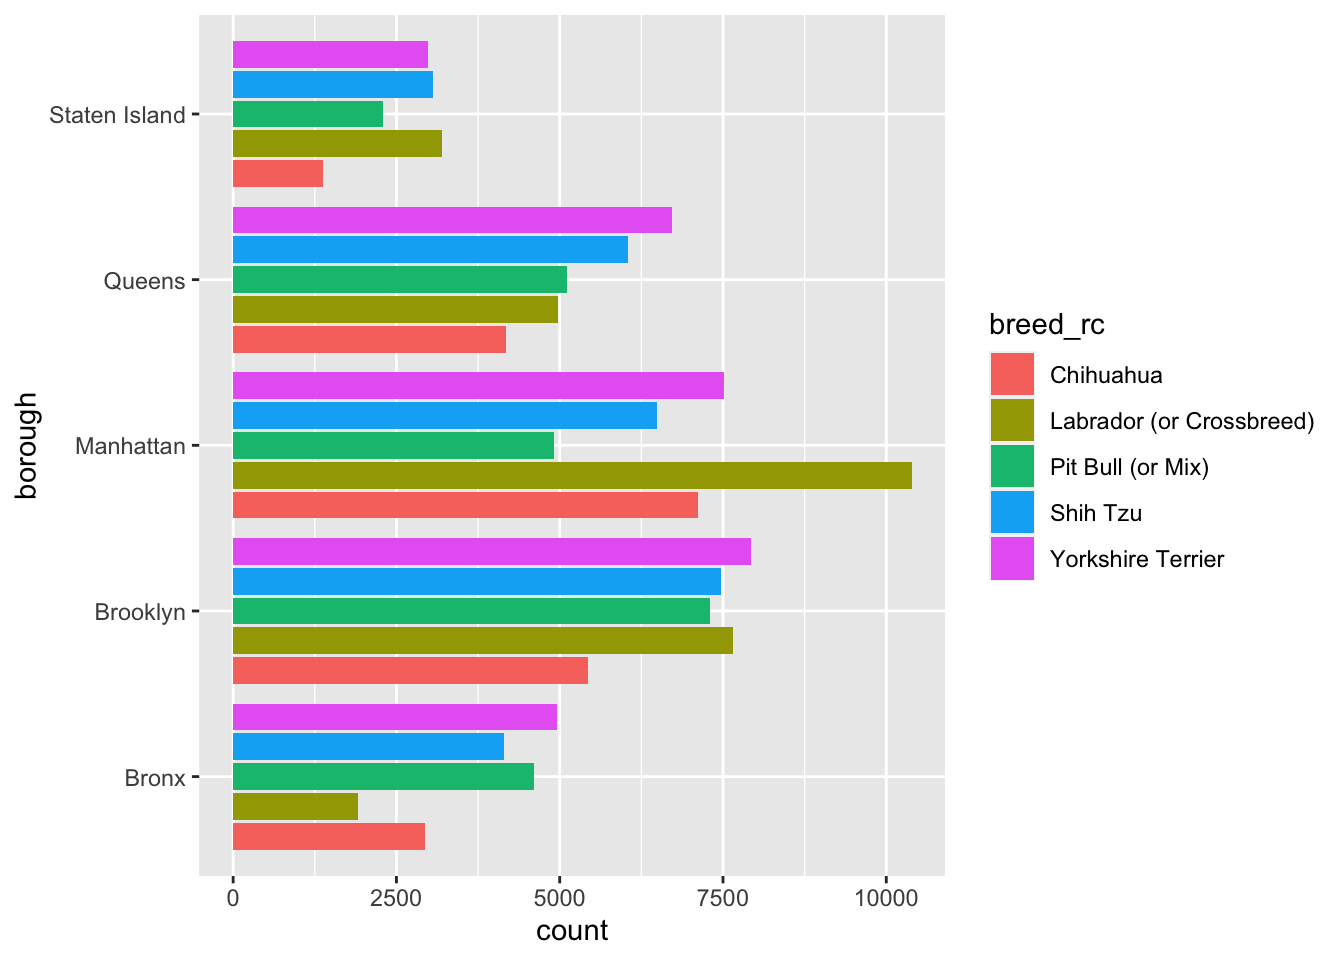 Staten Island
Queens
Manhattan
Brooklyn
Bronx
borough
0 2500 5000 7500 10000
count
breed_rc
Chihuahua
Labrador (or Crossbreed)
Pit Bull (or Mix)
Shih Tzu
Yorkshire Terrier